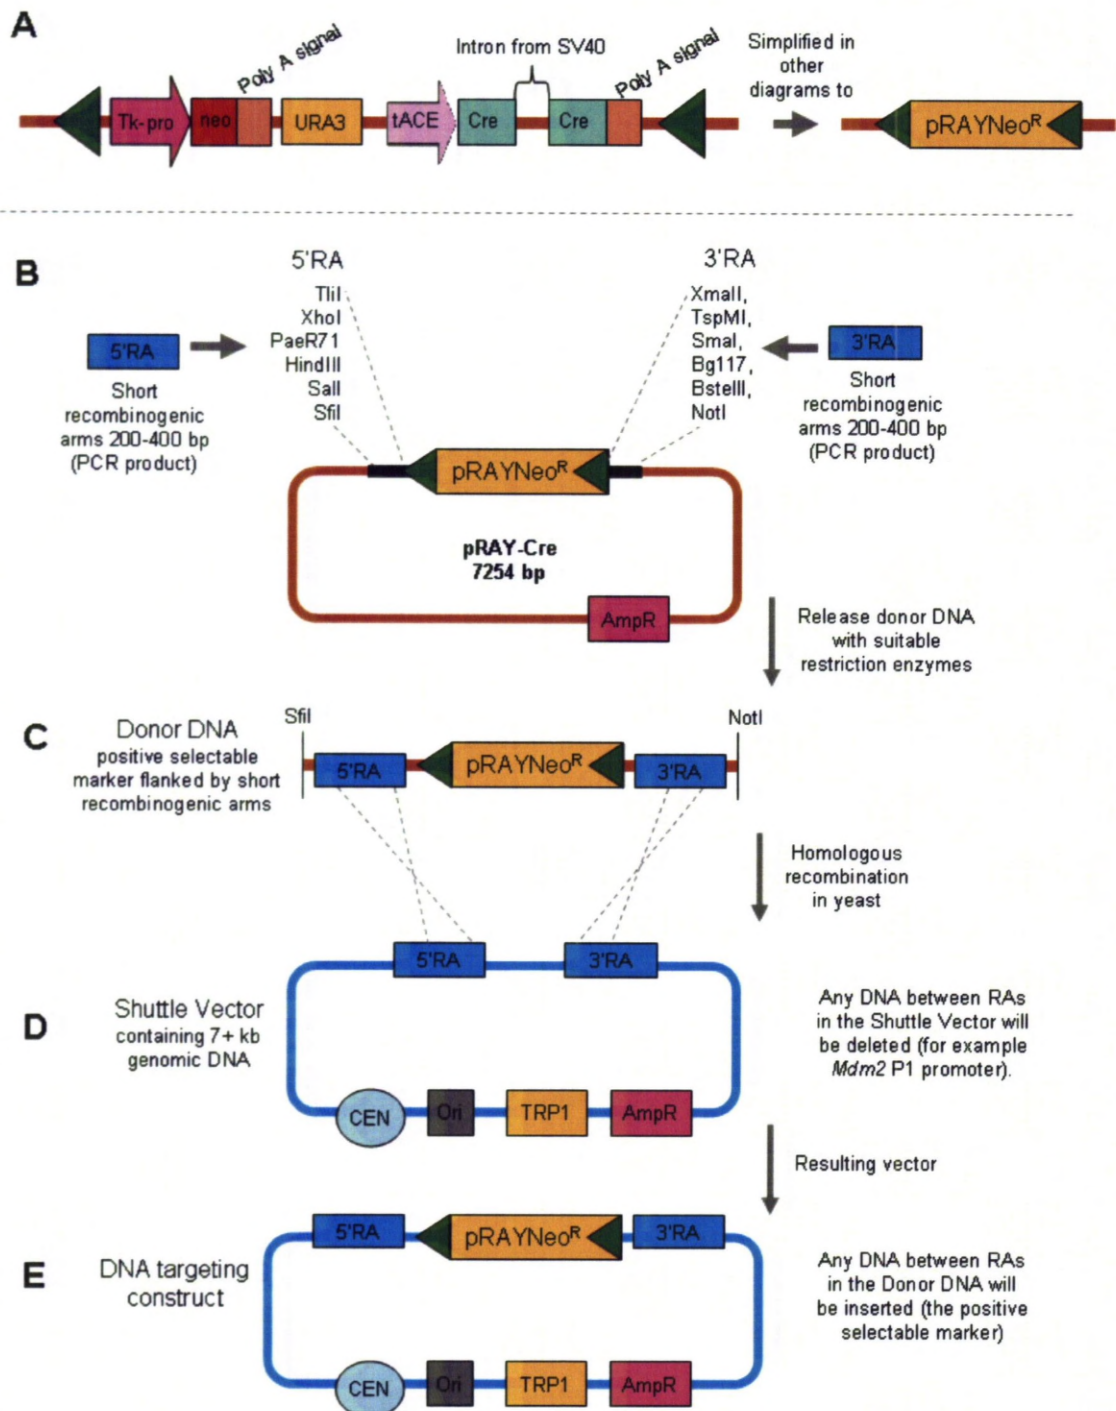 A
Poly A signal
Intron from SV40
Poly A signal
Simplified in
other
diagrams to
Tk-pro
neo
URA3
tACE
Cre
Cre
pRAYNeoR
B
5'RA
TliI
XhoI
PaeR71
HindIII
SalI
SfiI
3'RA
XmaII,
TspMI,
SmaI,
Bg117,
BsteIII,
NotI
5'RA
Short
recombinogenic
arms 200-400 bp
(PCR product)
3'RA
Short
recombinogenic
arms 200-400 bp
(PCR product)
pRAYNeoR
pRAY-Cre
7254 bp
AmpR
Release donor DNA
with suitable
restriction enzymes
C
Donor DNA
positive selectable
marker flanked by short
recombinogenic arms
SfiI
NotI
5'RA
pRAYNeoR
3'RA
Homologous
recombination
in yeast
D
Shuttle Vector
containing 7+ kb
genomic DNA
5'RA
3'RA
CEN
Ori
TRP1
AmpR
Any DNA between RAs
in the Shuttle Vector will
be deleted (for example
Mdm2 P1 promoter).
Resulting vector
E
DNA targeting
construct
5'RA
pRAYNeoR
3'RA
CEN
Ori
TRP1
AmpR
Any DNA between RAs
in the Donor DNA will
be inserted (the positive
selectable marker)